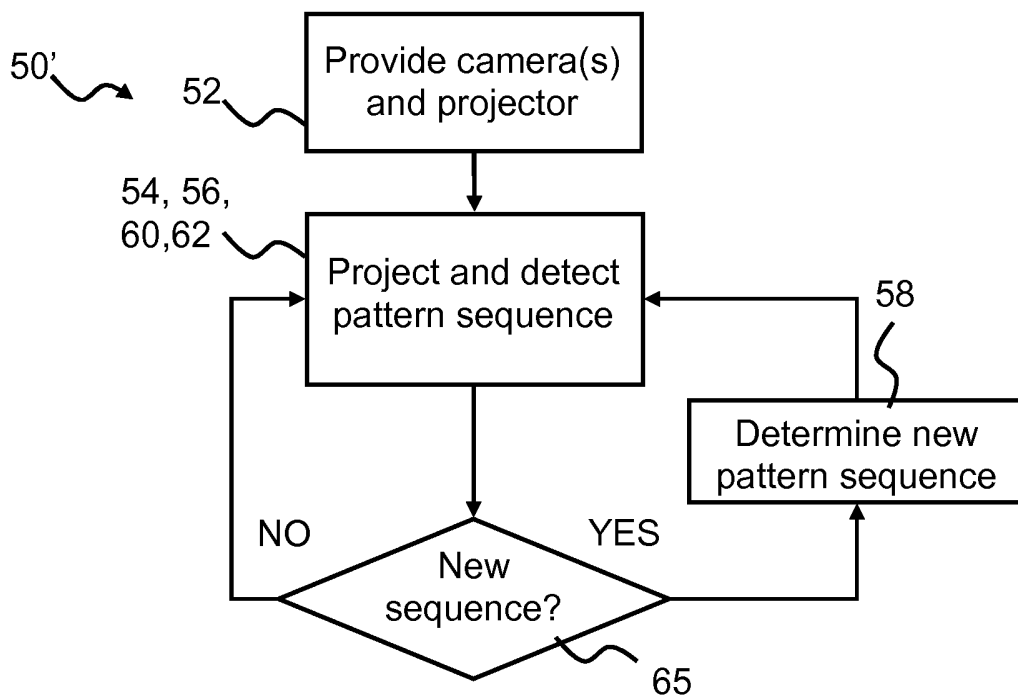 50’
52
Provide camera(s)
and projector
54, 56,
60,62
Project and detect
pattern sequence
58
Determine new
pattern sequence
NO
YES
New
sequence?
65